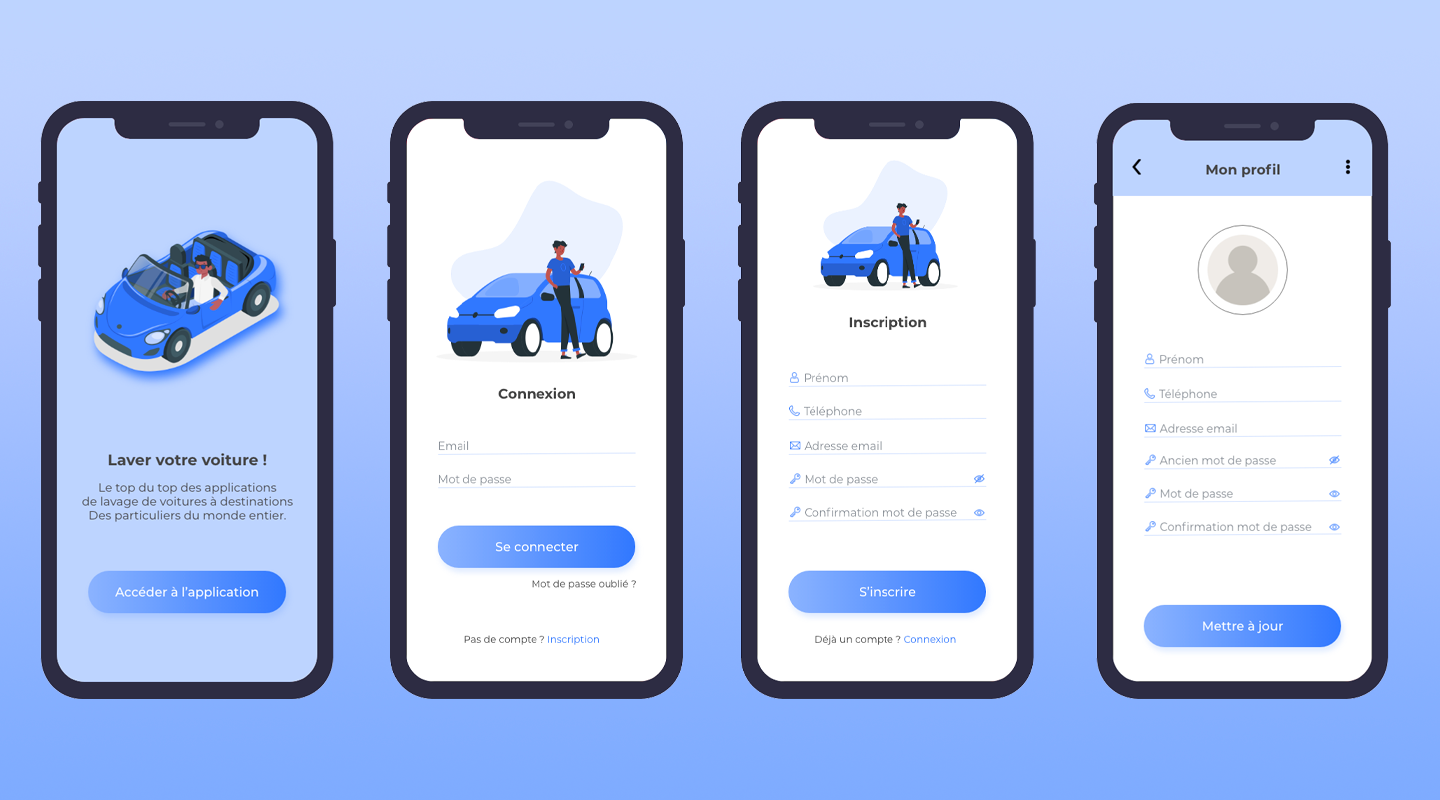 Laver votre voiture !
Le top du top des applications
de lavage de voitures à destinations
Des particuliers du monde entier.
Accéder à l'application
Connexion
Email
Mot de passe
Se connecter
Mot de passe oublié ?
Pas de compte ? Inscription
Inscription
Prénom
Téléphone
Adresse email
Mot de passe
Confirmation mot de passe
S'inscrire
Déjà un compte ? Connexion
Mon profil
Prénom
Téléphone
Adresse email
Ancien mot de passe
Mot de passe
Confirmation mot de passe
Mettre à jour